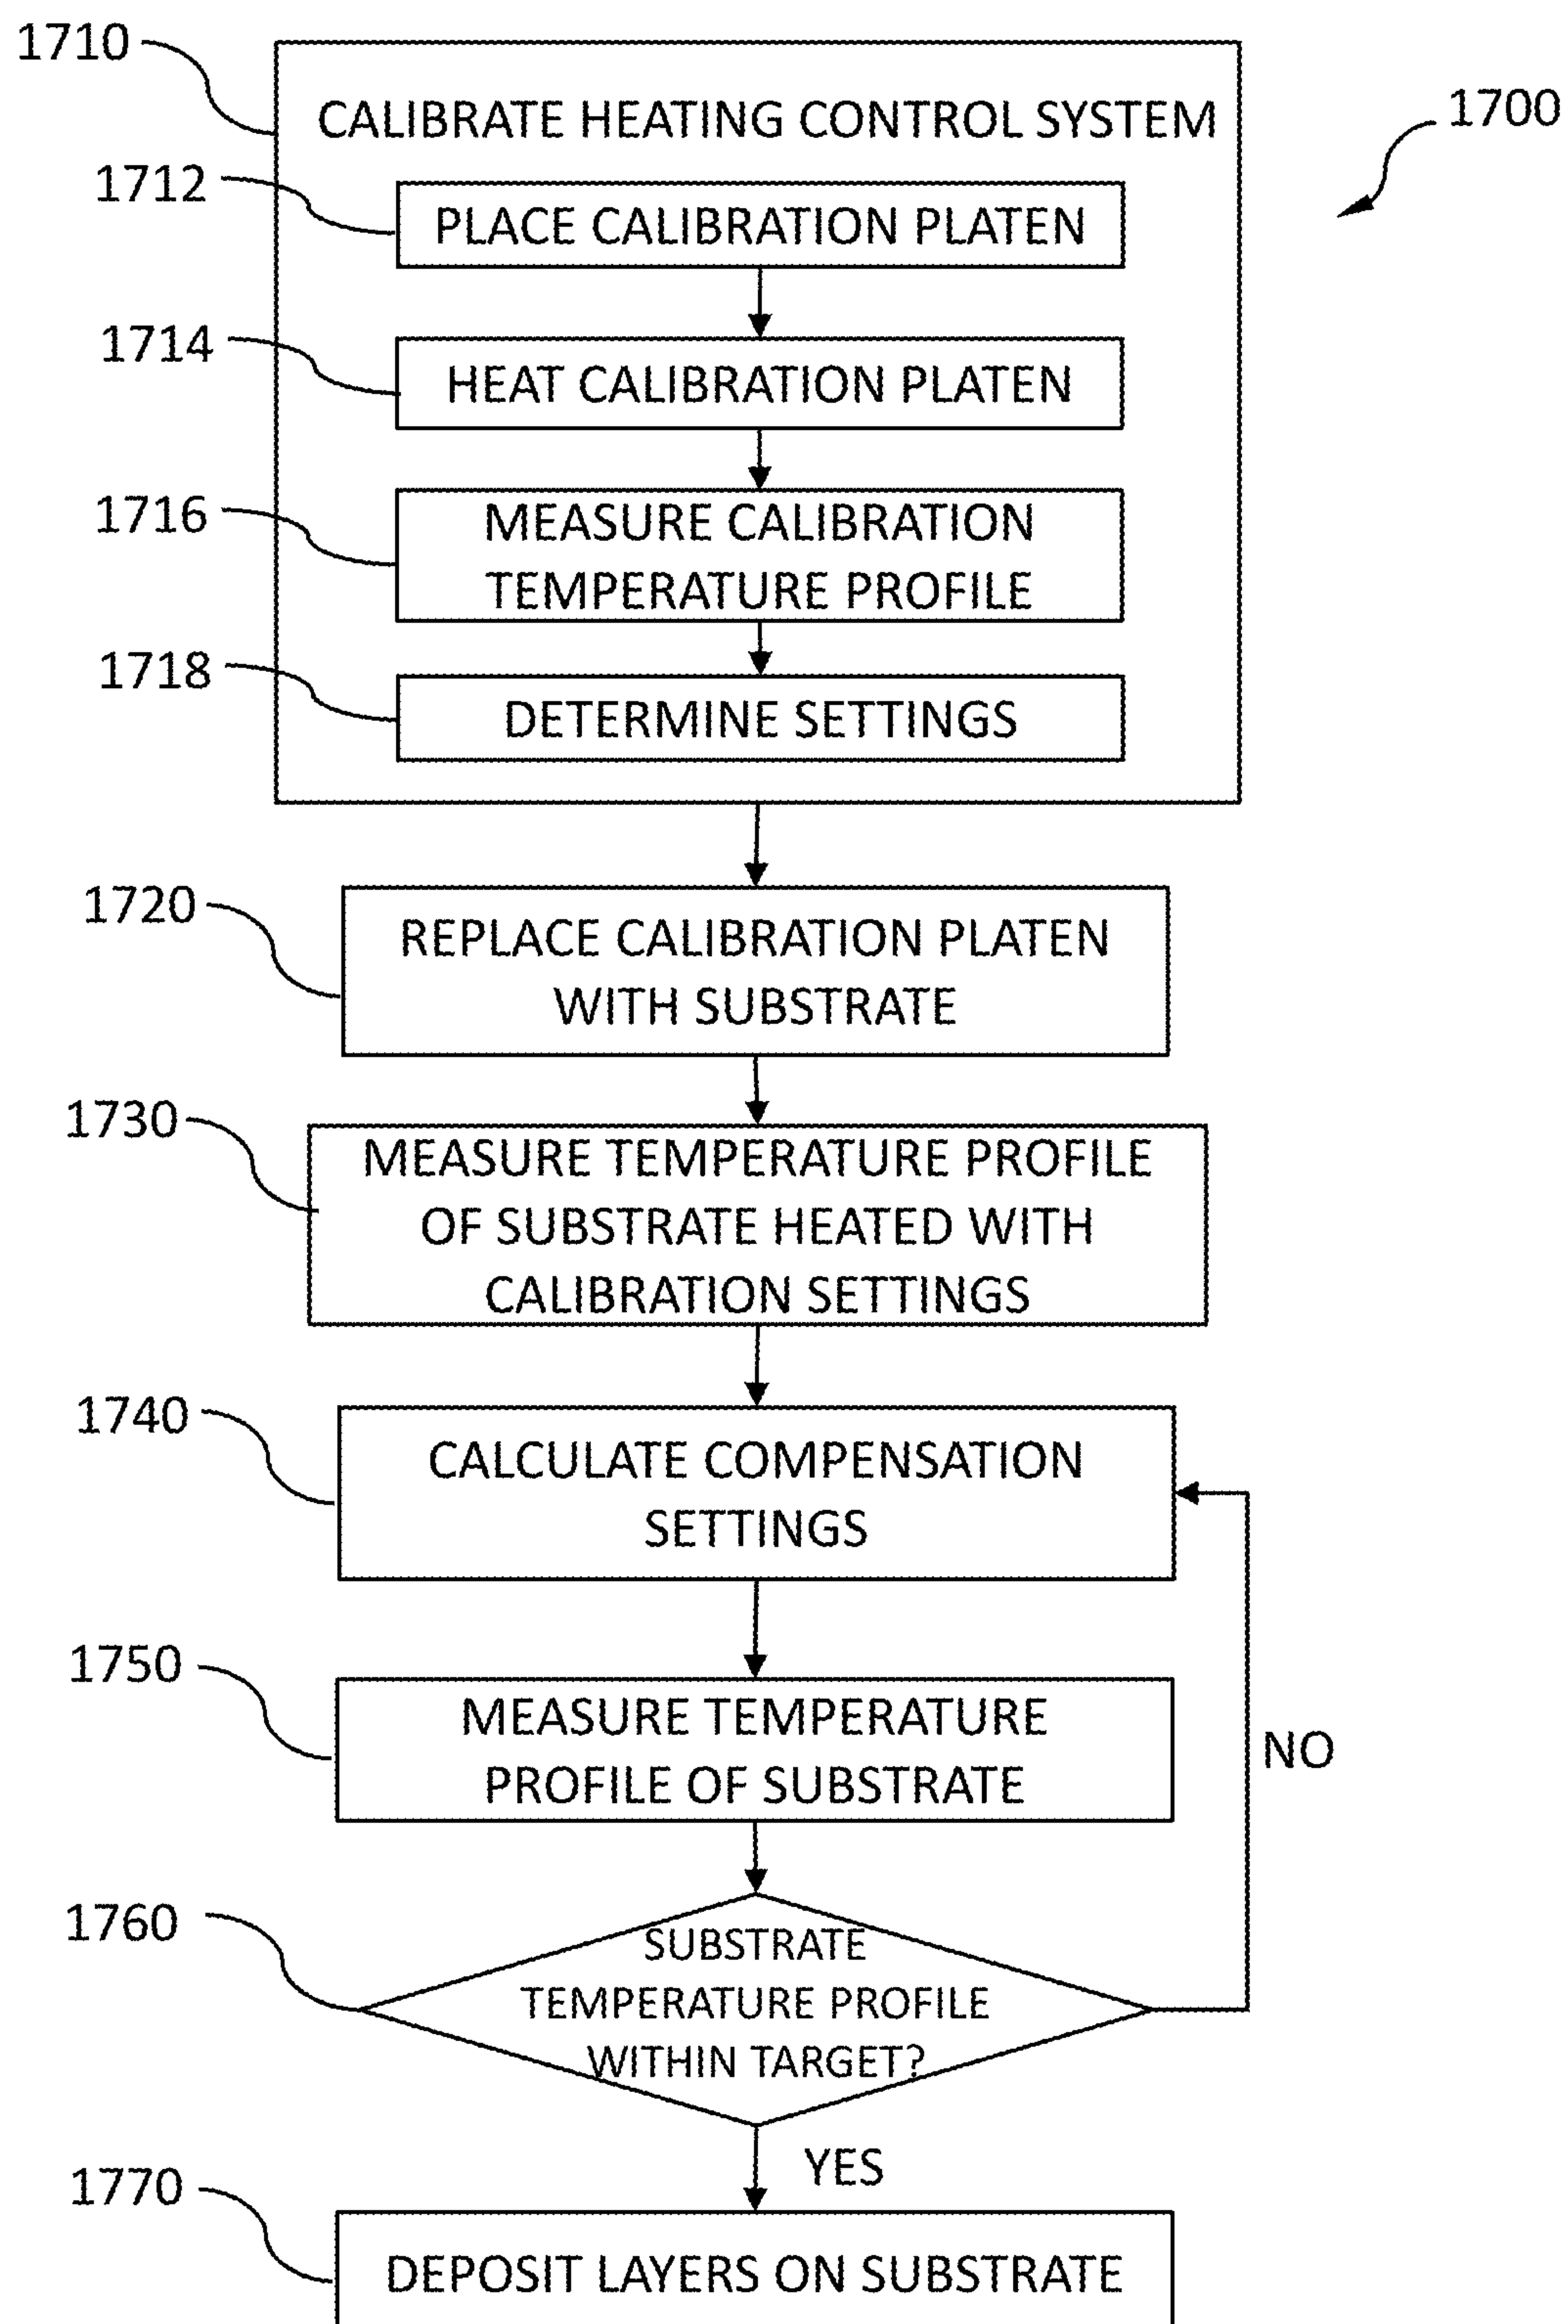 1710
CALIBRATE HEATING CONTROL SYSTEM
1700
1712
PLACE CALIBRATION PLATEN
1714
HEAT CALIBRATION PLATEN
1716
MEASURE CALIBRATION
TEMPERATURE PROFILE
1718
DETERMINE SETTINGS
1720
REPLACE CALIBRATION PLATEN
WITH SUBSTRATE
1730
MEASURE TEMPERATURE PROFILE
OF SUBSTRATE HEATED WITH
CALIBRATION SETTINGS
1740
CALCULATE COMPENSATION
SETTINGS
1750
MEASURE TEMPERATURE
PROFILE OF SUBSTRATE
NO
1760
SUBSTRATE
TEMPERATURE PROFILE
WITHIN TARGET?
YES
1770
DEPOSIT LAYERS ON SUBSTRATE